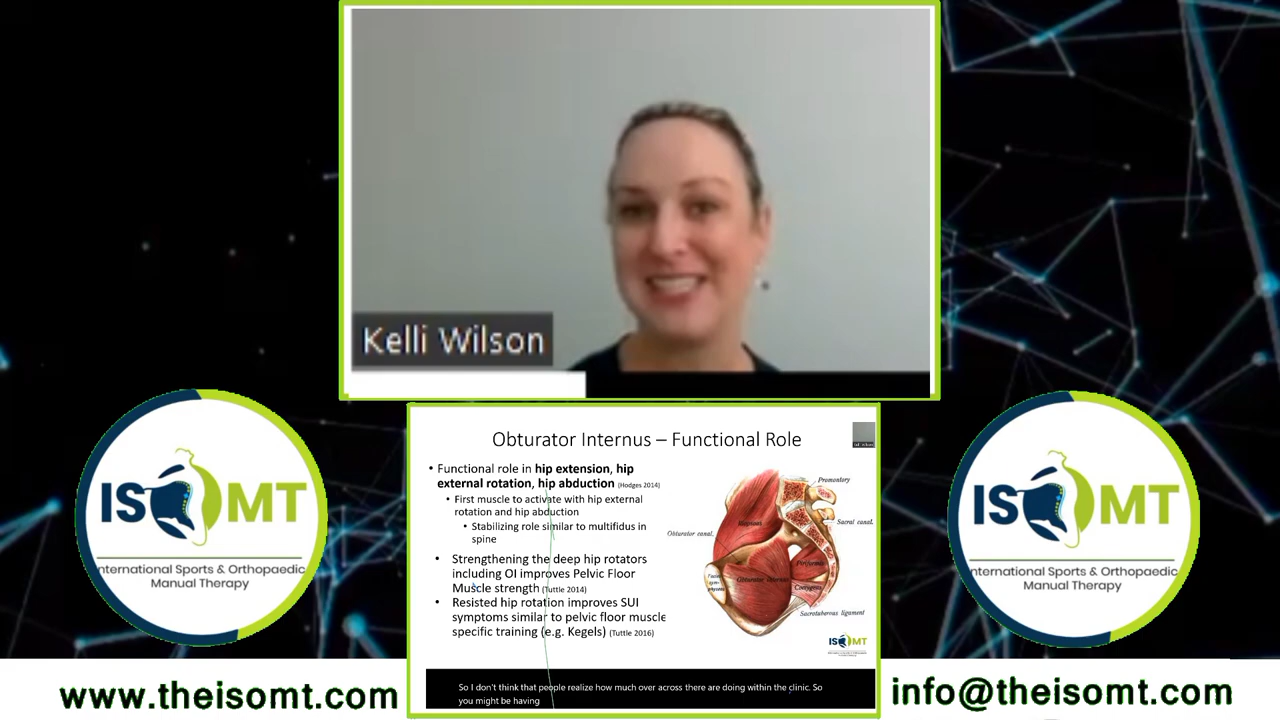 Kelli Wilson
Obturator Internus – Functional Role
• Functional role in hip extension, hip
external rotation, hip abduction (Hodges 2014)
• First muscle to activate with hip external
rotation and hip abduction
• Stabilizing role similar to multifidus in
spine
• Strengthening the deep hip rotators
including OI improves Pelvic Floor
Muscle strength (Tuttle 2014)
• Resisted hip rotation improves SUI
symptoms similar to pelvic floor muscle
specific training (e.g. Kegels) (Tuttle 2016)
Promontory
Sacral canal.
Obturator canal.
Iliacus
Piriformis
Obturator internus
Coccygeus
Sacrotuberous ligament
ISOMT
So I don't think that people realize how much over across there are doing within the clinic. So
you might be having
ISOMT
International Sports & Orthopaedic
Manual Therapy
ISOMT
International Sports & Orthopaedic
Manual Therapy
www.theisomt.com
info@theisomt.com